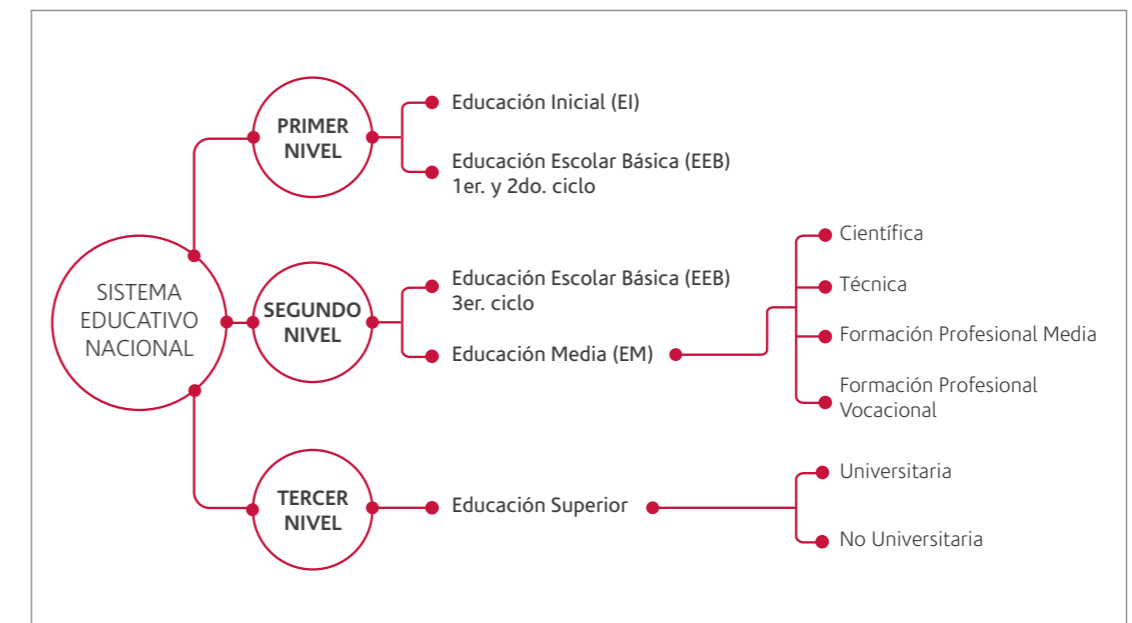 SISTEMA
EDUCATIVO
NACIONAL
PRIMER
NIVEL
Educación Inicial (EI)
Educación Escolar Básica (EEB)
1er. y 2do. ciclo
SEGUNDO
NIVEL
Educación Escolar Básica (EEB)
3er. ciclo
Educación Media (EM)
Científica
Técnica
Formación Profesional Media
Formación Profesional
Vocacional
TERCER
NIVEL
Educación Superior
Universitaria
No Universitaria